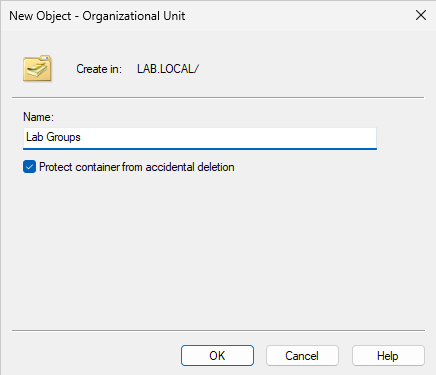 New Object - Organizational Unit
Create in: LAB.LOCAL/
Name:
Lab Groups
Protect container from accidental deletion
OK Cancel Help